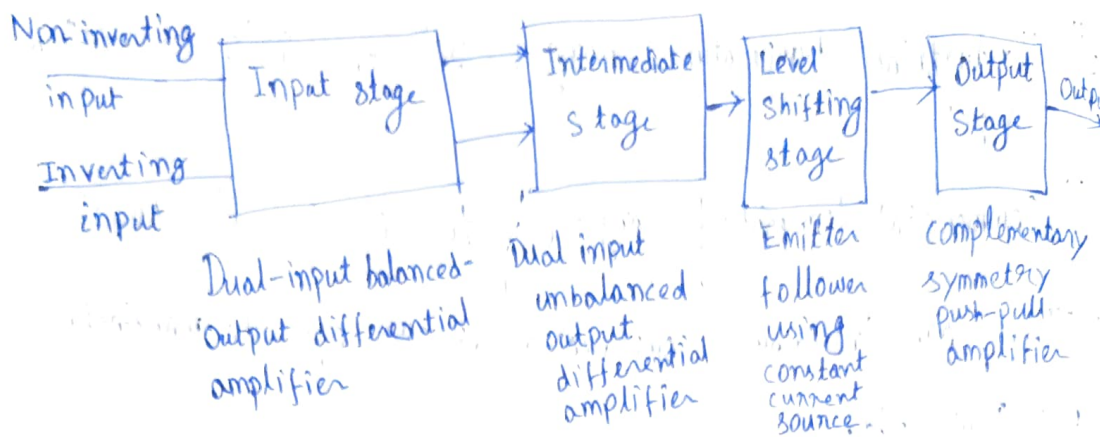 Non inverting
input
Inverting
input
Input stage
Intermediate
stage
Level
shifting
stage
Output
stage
Dual-input balanced-
output differential
amplifier
Dual input
unbalanced
output
differential
amplifier
Emitter
follower
using
constant
current
source.
complementary
symmetry
push-pull
amplifier